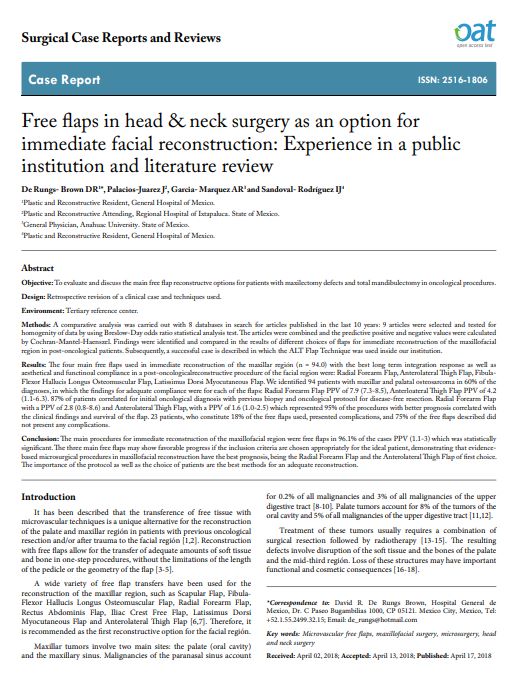 Surgical Case Reports and Reviews
oat
open access text
Case Report
ISSN: 2516-1806
Free flaps in head & neck surgery as an option for
immediate facial reconstruction: Experience in a public
institution and literature review
De Rungs- Brown DR¹*, Palacios-Juarez J², Garcia- Marquez AR³ and Sandoval- Rodríguez IJ⁴
¹Plastic and Reconstructive Resident, General Hospital of Mexico.
²Plastic and Reconstructive Attending, Regional Hospital of Ixtapaluca. State of Mexico.
³General Physician, Anahuac University. State of Mexico.
⁴Plastic and Reconstructive Resident, General Hospital of Mexico.
Abstract
Objective: To evaluate and discuss the main free flap reconstructve options for patients with maxilectomy defects and total mandibulectomy in oncological procedures.
Design: Retrospective revision of a clinical case and techniques used.
Environment: Tertiary reference center.
Methods: A comparative analysis was carried out with 8 databases in search for articles published in the last 10 years: 9 articles were selected and tested for
homogenity of data by using Breslow-Day odds ratio statistical analysis test. The articles were combined and the predictive positive and negative values were calculated
by Cochran-Mantel-Haenszel. Findings were identified and compared in the results of different choices of flaps for immediate reconstruction of maxillofacial
region in post-oncological patients. Subsequently, a successful case is described in which the ALT Flap Technique was used inside our institution.
Results: The four main free flaps used in immediate reconstruction of the maxillar region (n = 94.0) with the best long term integration response as well as
aesthetical and functional compliance in a post-oncologicalreconstructive procedure of the facial region were: Radial Forearm Flap, Anterolateral Thigh Flap, Fibula-
Flexor Hallucis Longus Osteomuscular Flap, Latissimus Dorsi Myocutaneous Flap. We identified 94 patients with maxilar and palatal osteosarcoma in 60% of the
diagnosis, in which the findings for adequate compliance were for each of the flaps: Radial Forearm Flap PPV of 7.9 (7.3-8.5), Anteroloateral Thigh Flap PPV of 4.2
(1.1-6.3). 87% of patients correlated for initial oncological diagnosis with previous biopsy and oncological protocol for disease-free resection. Radial Forearm Flap
with a PPV of 2.8 (0.8-8.6) and Anterolateral Thigh Flap, with a PPV of 1.6 (1.0-2.5) which represented 95% of the procedures with better prognosis correlated with
the clinical findings and survival of the flap. 23 patients, who constitute 18% of the free flaps used, presented complications, and 75% of the free flaps described did
not present any complications.
Conclusion: The main procedures for immediate reconstruction of the maxillofacial region were free flaps in 96.1% of the cases PPV (1.1-3) which was statistically
significant. The three main free flaps may show favorable progress if the inclusion criteria are chosen appropriately for the ideal patient, demonstrating that evidence-
based microsurgical procedures in maxillofacial reconstruction have the best prognosis, being the Radial Forearm Flap and the Anterolateral Thigh Flap of first choice.
The importance of the protocol as well as the choice of patients are the best methods for an adequate reconstruction.
Introduction
It has been described that the transference of free tissue with
microvascular techniques is a unique alternative for the reconstruction
of the palate and maxillar region in patients with previous oncological
resection and/or after trauma to the facial region [1,2]. Reconstruction
with free flaps allow for the transfer of adequate amounts of soft tissue
and bone in one-step procedures, without the limitations of the length
of the pedicle or the geometry of the flap [3-5].
A wide variety of free flap transfers have been used for the
reconstruction of the maxillar region, such as Scapular Flap, Fibula-
Flexor Hallucis Longus Osteomuscular Flap, Radial Forearm Flap,
Rectus Abdominis Flap, Iliac Crest Free Flap, Latissimus Dorsi
Myocutaneous Flap and Anterolateral Thigh Flap [6,7]. Therefore, it
is recommended as the first reconstructive option for the facial region.
Maxillar tumors involve two main sites: the palate (oral cavity)
and the maxillary sinus. Malignancies of the paranasal sinus account
for 0.2% of all malignancies and 3% of all malignancies of the upper
digestive tract [8-10]. Palate tumors account for 8% of the tumors of
the oral cavity and 5% of all malignancies of the upper digestive tract [11,12].
Treatment of these tumors usually requires a combination of
surgical resection followed by radiotherapy [13-15]. The resulting
defects involve disruption of the soft tissue and the bones of the palate
and the mid-third region. Loss of these structures may have important
functional and cosmetic consequences [16-18].
*Correspondence to: David R. De Rungs Brown, Hospital General de
Mexico, Dr. C Paseo Bugambilias 1000, CP 05121. Mexico City, Mexico, Tel:
+52.1.55.2499.32.15; Email: de_rungs@hotmail.com
Key words: Microvascular free flaps, maxillofacial surgery, microsurgery, head
and neck surgery
Received: April 02, 2018; Accepted: April 13, 2018; Published: April 17, 2018